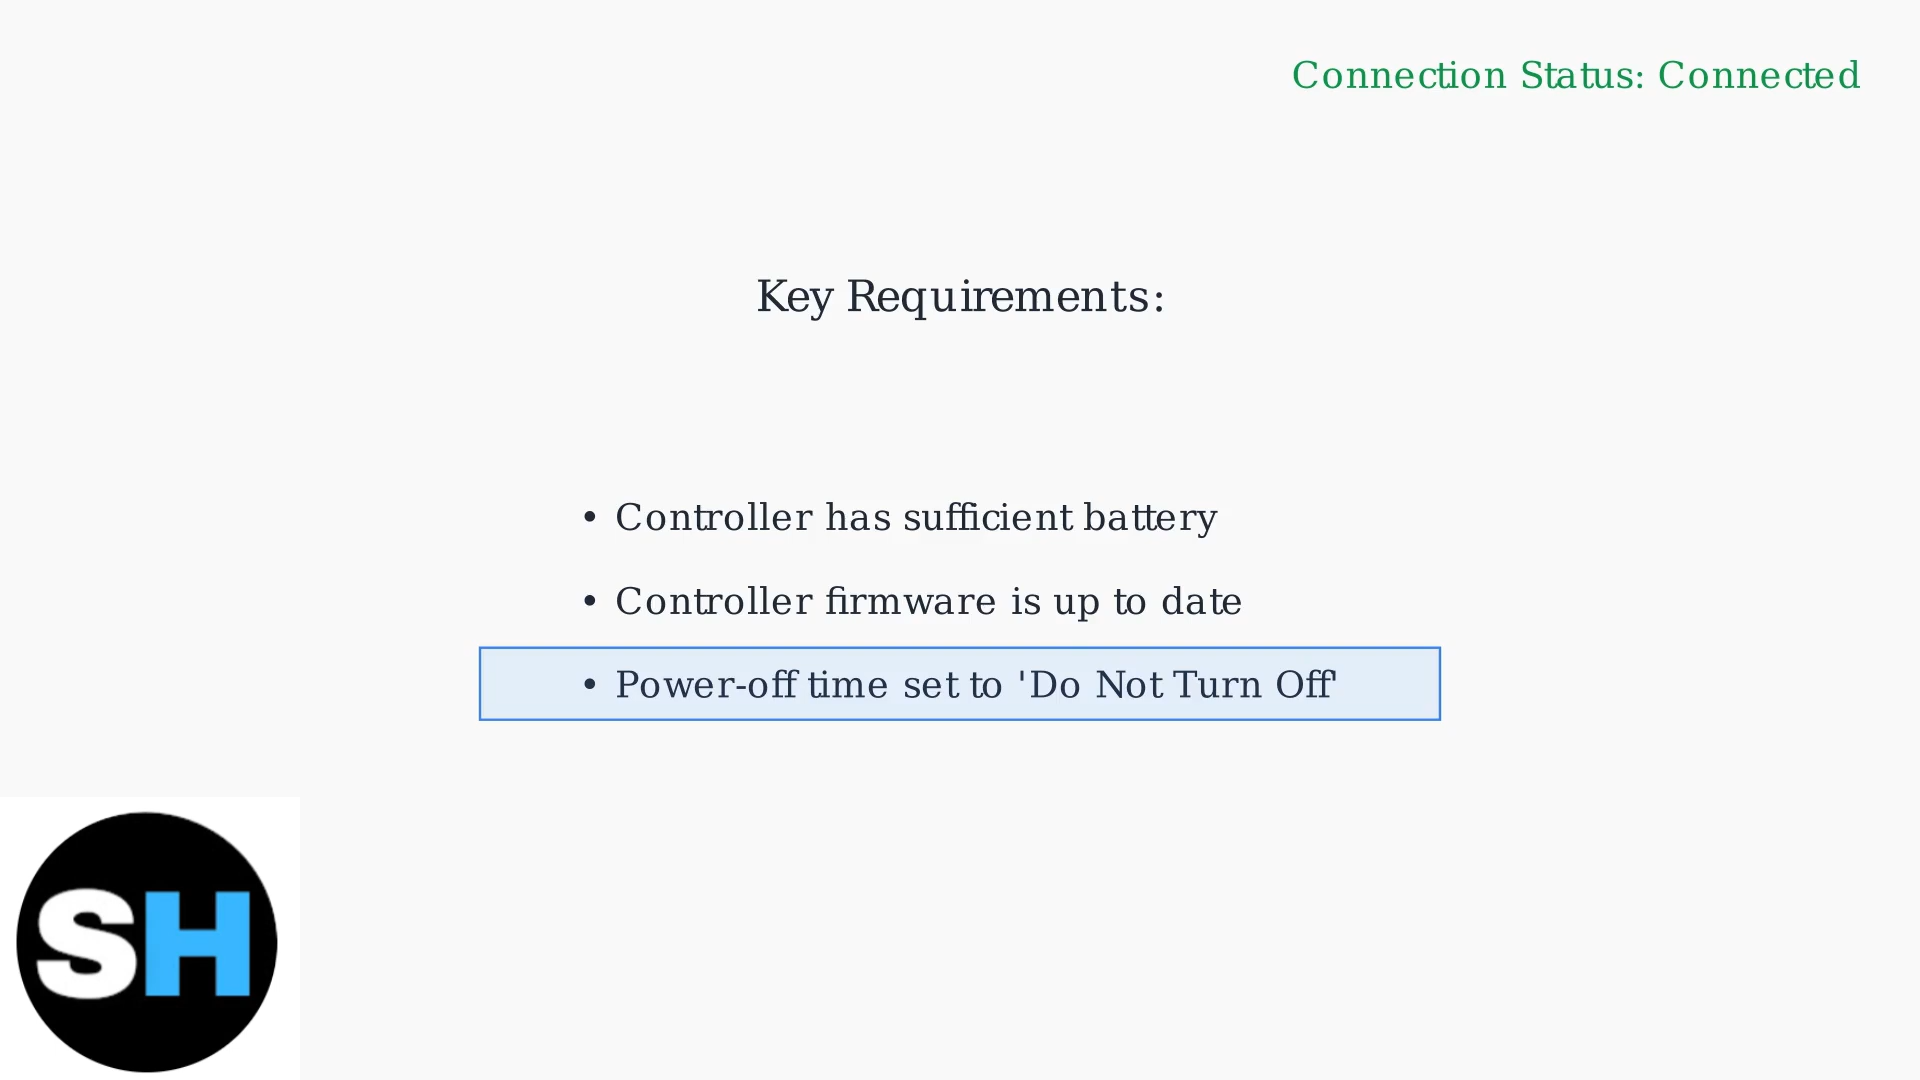 Connection Status: Connected
Key Requirements:
• Controller has sufficient battery
• Controller firmware is up to date
• Power-off time set to 'Do Not Turn Off'
SH